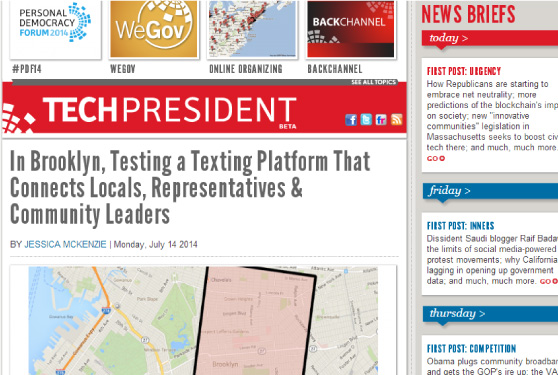 PERSONAL
DEMOCRACY
FORUM 2014
WeGov
BACKCHANNEL
#PDF14
WEGOV
ONLINE ORGANIZING
BACKCHANNEL
SEE ALL TOPICS
TECHPRESIDENT
BETA
In Brooklyn, Testing a Texting Platform That
Connects Locals, Representatives &
Community Leaders
BY JESSICA MCKENZIE | Monday, July 14 2014
Brooklyn
NEWS BRIEFS
today >
FIRST POST: URGENCY
How Republicans are starting to
embrace net neutrality; more
predictions of the blockchain's imp
on society; new "innovative
communities" legislation in
Massachusetts seeks to boost civ
tech there; and much, much more.
GO
friday >
FIRST POST: INNERS
Dissident Saudi blogger Raif Bada
the limits of social media-powered
protest movements; why California
lagging in opening up government
data; and much, much more. GO
thursday >
FIRST POST: COMPETITION
Obama plugs community broadban
and gets the GOP's ire up; the VA